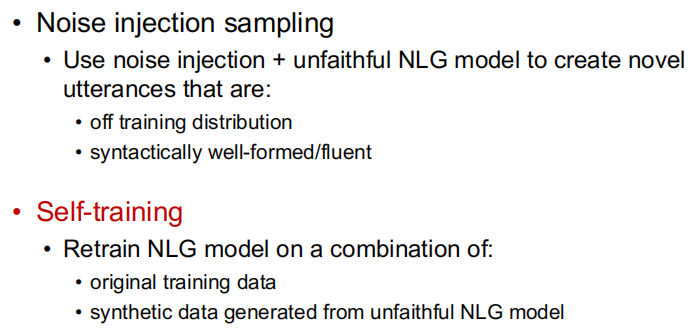 • Noise injection sampling
• Use noise injection + unfaithful NLG model to create novel
utterances that are:
• off training distribution
• syntactically well-formed/fluent
• Self-training
• Retrain NLG model on a combination of:
• original training data
• synthetic data generated from unfaithful NLG model